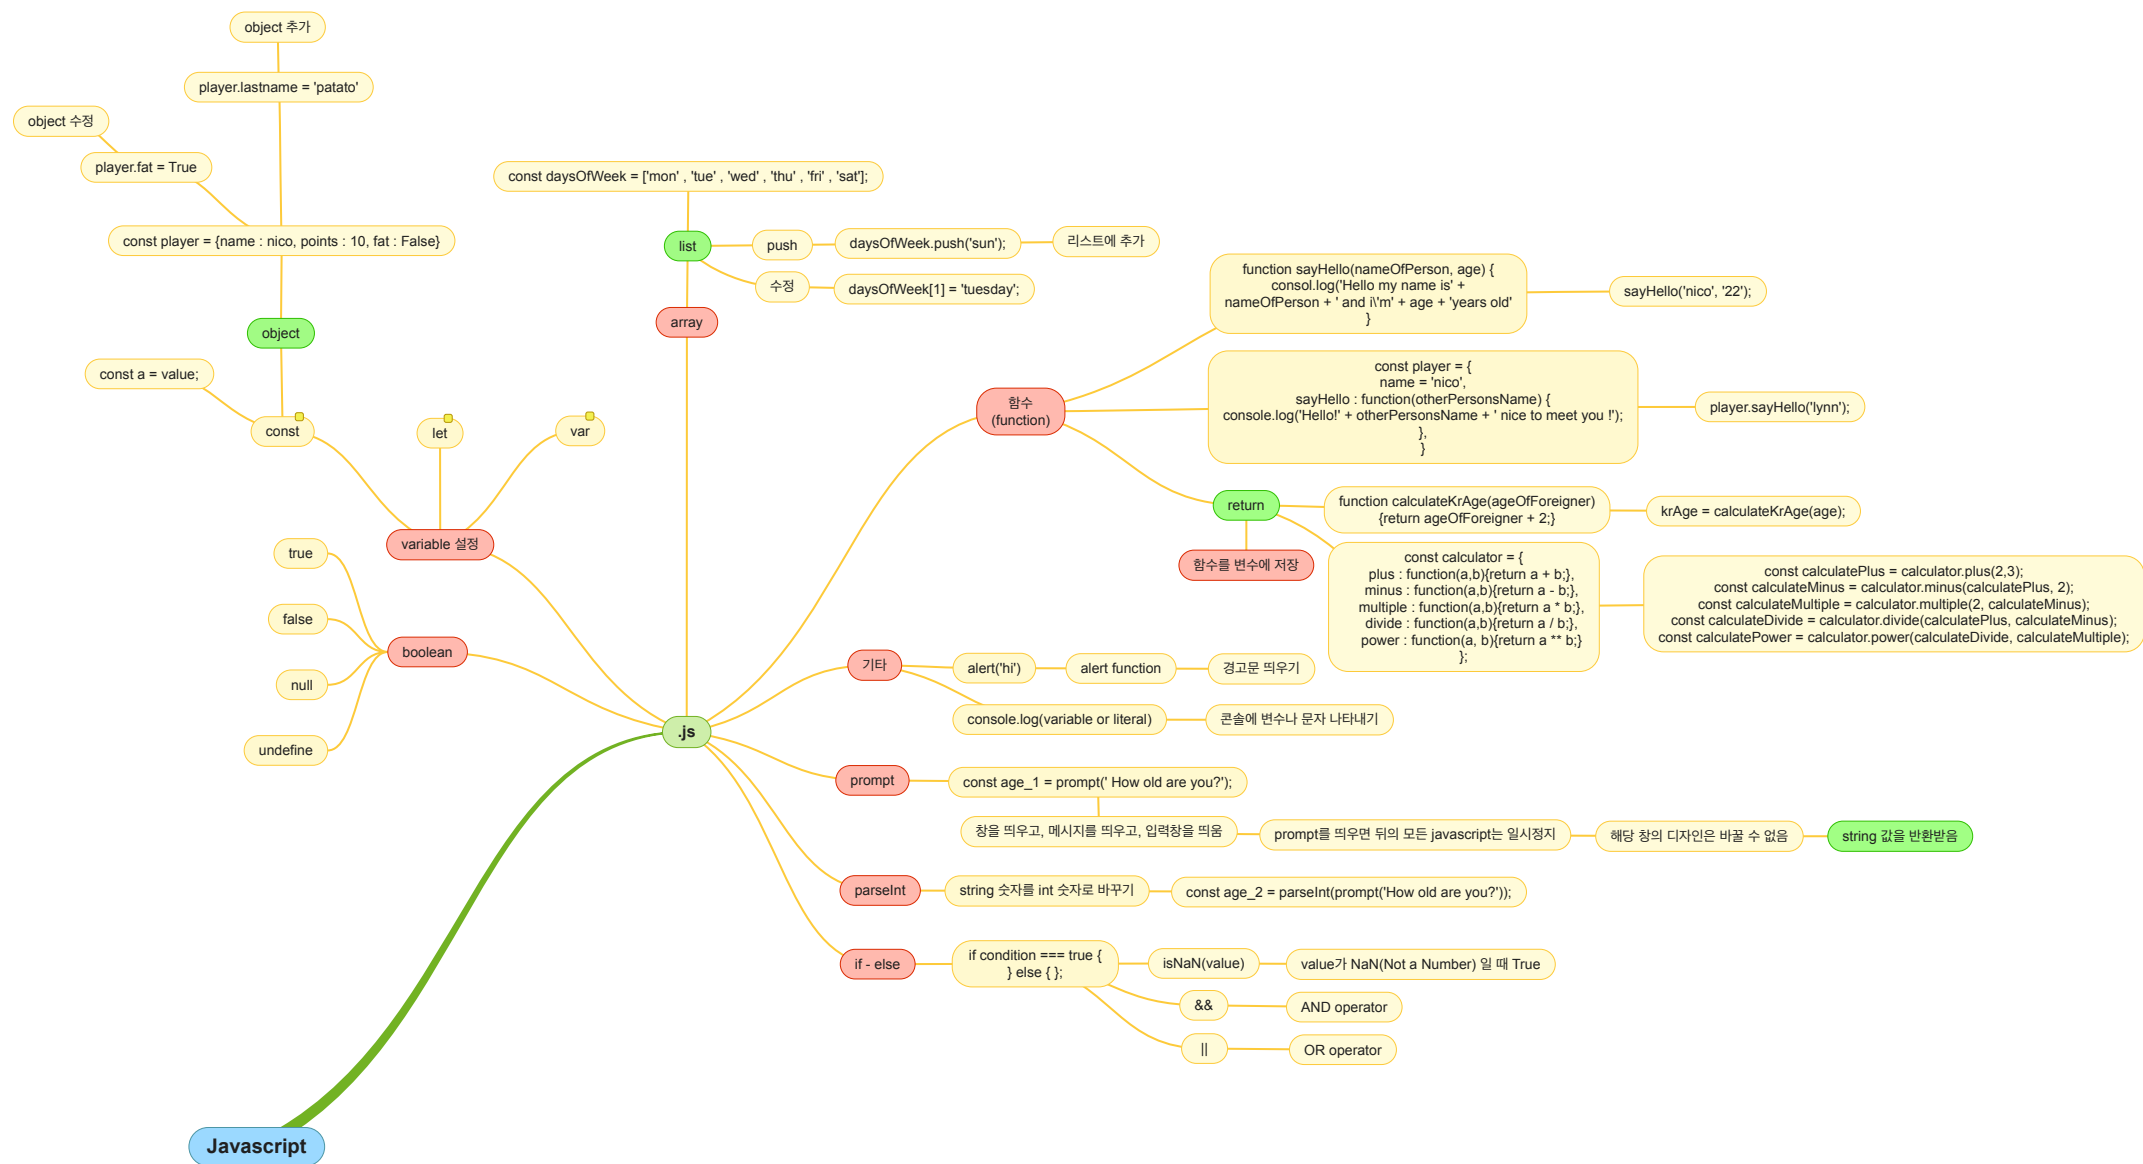 object 추가
player.lastname = 'patato'
object 수정
player.fat = True
const player = {name : nico, points : 10, fat : False}
object
const a = value;
const
let
var
variable 설정
true
false
null
undefine
boolean
const daysOfWeek = ['mon' , 'tue' , 'wed' , 'thu' , 'fri' , 'sat'];
list
push
daysOfWeek.push('sun');
리스트에 추가
수정
daysOfWeek[1] = 'tuesday';
array
함수
(function)
function sayHello(nameOfPerson, age) {
consol.log('Hello my name is' +
nameOfPerson + ' and i\'m' + age + 'years old'
}
sayHello('nico', '22');
const player = {
name = 'nico',
sayHello : function(otherPersonsName) {
console.log('Hello!' + otherPersonsName + ' nice to meet you !');
},
}
player.sayHello('lynn');
return
함수를 변수에 저장
function calculateKrAge(ageOfForeigner)
{return ageOfForeigner + 2;}
krAge = calculateKrAge(age);
const calculator = {
plus : function(a,b){return a + b;},
minus : function(a,b){return a - b;},
multiple : function(a,b){return a * b;},
divide : function(a,b){return a / b;},
power : function(a, b){return a ** b;}
};
const calculatePlus = calculator.plus(2,3);
const calculateMinus = calculator.minus(calculatePlus, 2);
const calculateMultiple = calculator.multiple(2, calculateMinus);
const calculateDivide = calculator.divide(calculatePlus, calculateMinus);
const calculatePower = calculator.power(calculateDivide, calculateMultiple);
기타
alert('hi')
alert function
경고문 띄우기
console.log(variable or literal)
콘솔에 변수나 문자 나타내기
.js
prompt
const age_1 = prompt(' How old are you?');
창을 띄우고, 메시지를 띄우고, 입력창을 띄움
prompt를 띄우면 뒤의 모든 javascript는 일시정지
해당 창의 디자인은 바꿀 수 없음
string 값을 반환받음
parseInt
string 숫자를 int 숫자로 바꾸기
const age_2 = parseInt(prompt('How old are you?'));
if - else
if condition === true {
} else { };
isNaN(value)
value가 NaN(Not a Number) 일 때 True
&&
AND operator
||
OR operator
Javascript